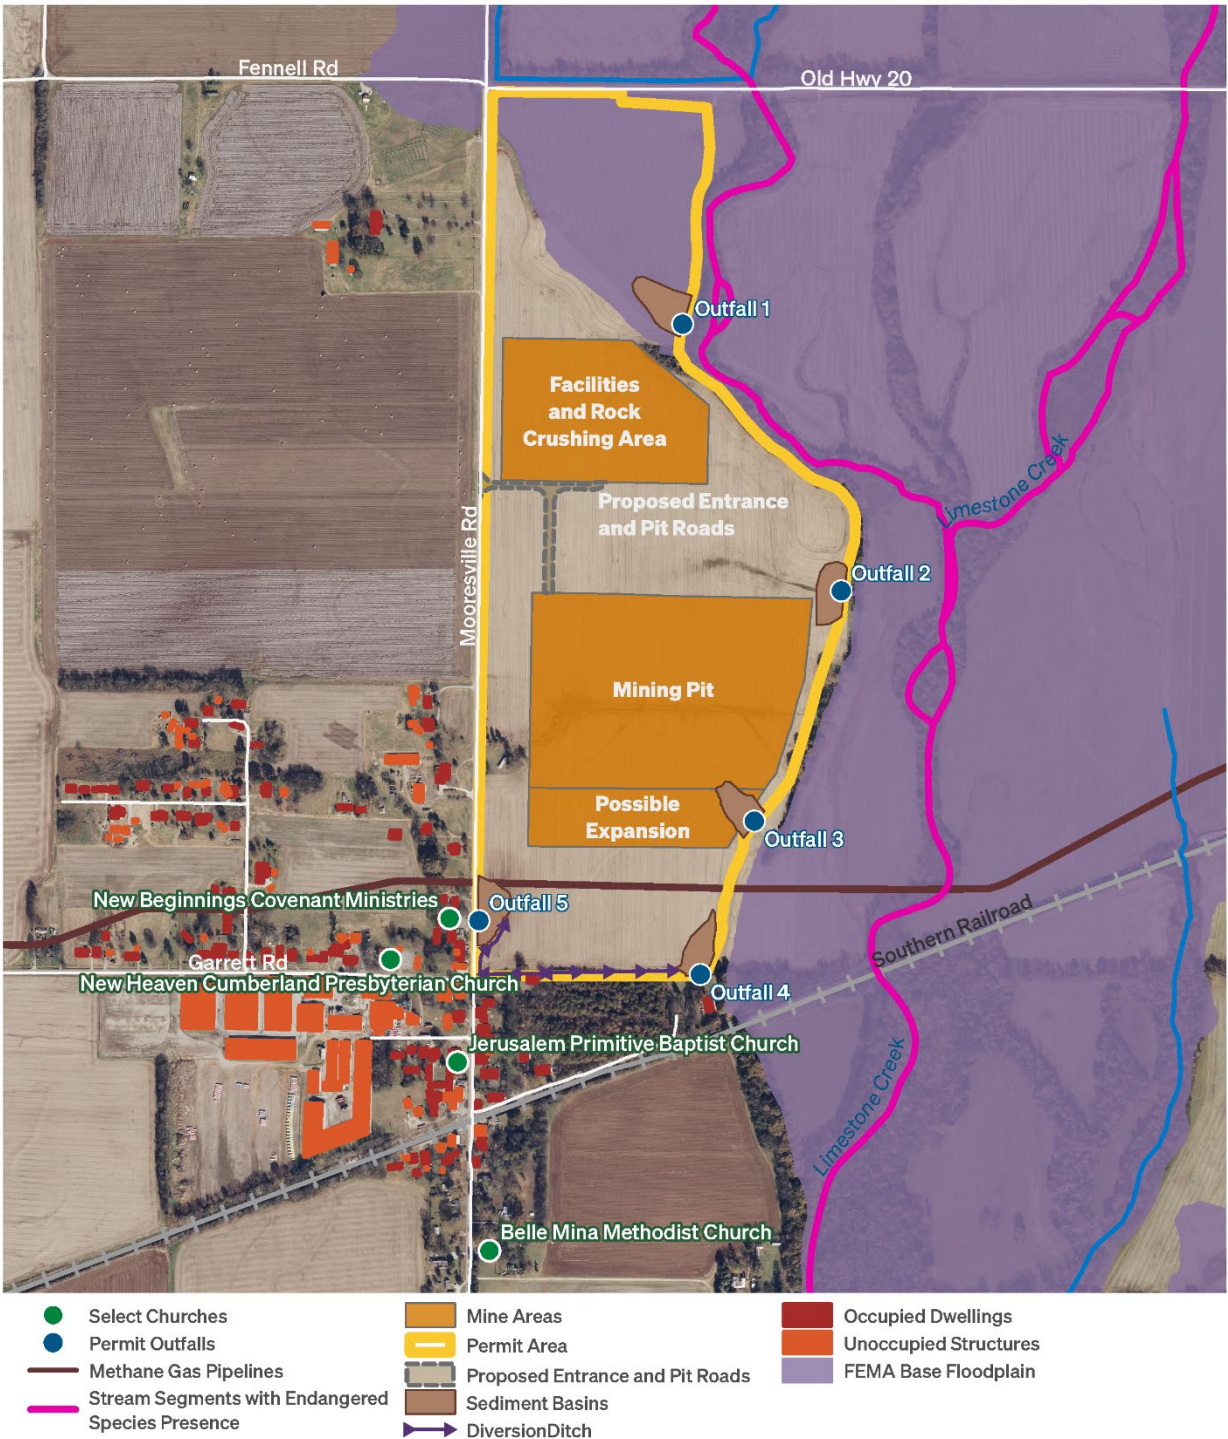 Fennell Rd
Old Hwy 20
Outfall 1
Facilities
and Rock
Crushing Area
Limestone Creek
Proposed Entrance
and Pit Roads
Mooresville Rd
Outfall 2
Mining Pit
Possible
Expansion
Outfall 3
New Beginnings Covenant Ministries
Outfall 5
Southern Railroad
Garrett Rd
New Heaven Cumberland Presbyterian Church
Outfall 4
Jerusalem Primitive Baptist Church
Limestone Creek
Belle Mina Methodist Church
Select Churches
Permit Outfalls
Methane Gas Pipelines
Stream Segments with Endangered
Species Presence
Mine Areas
Permit Area
Proposed Entrance and Pit Roads
Sediment Basins
DiversionDitch
Occupied Dwellings
Unoccupied Structures
FEMA Base Floodplain